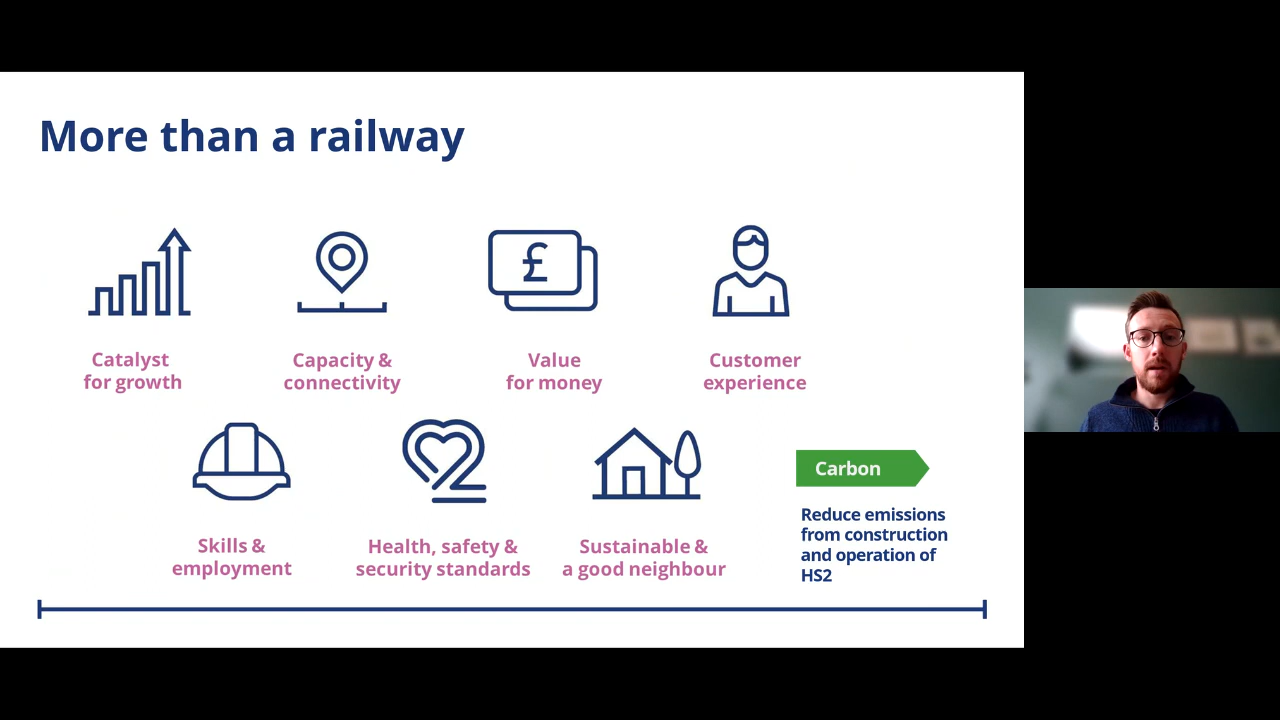 More than a railway
£
Catalyst
for growth
Capacity &
connectivity
Value
for money
Customer
experience
Skills &
employment
Health, safety &
security standards
Sustainable &
a good neighbour
Carbon
Reduce emissions
from construction
and operation of
HS2